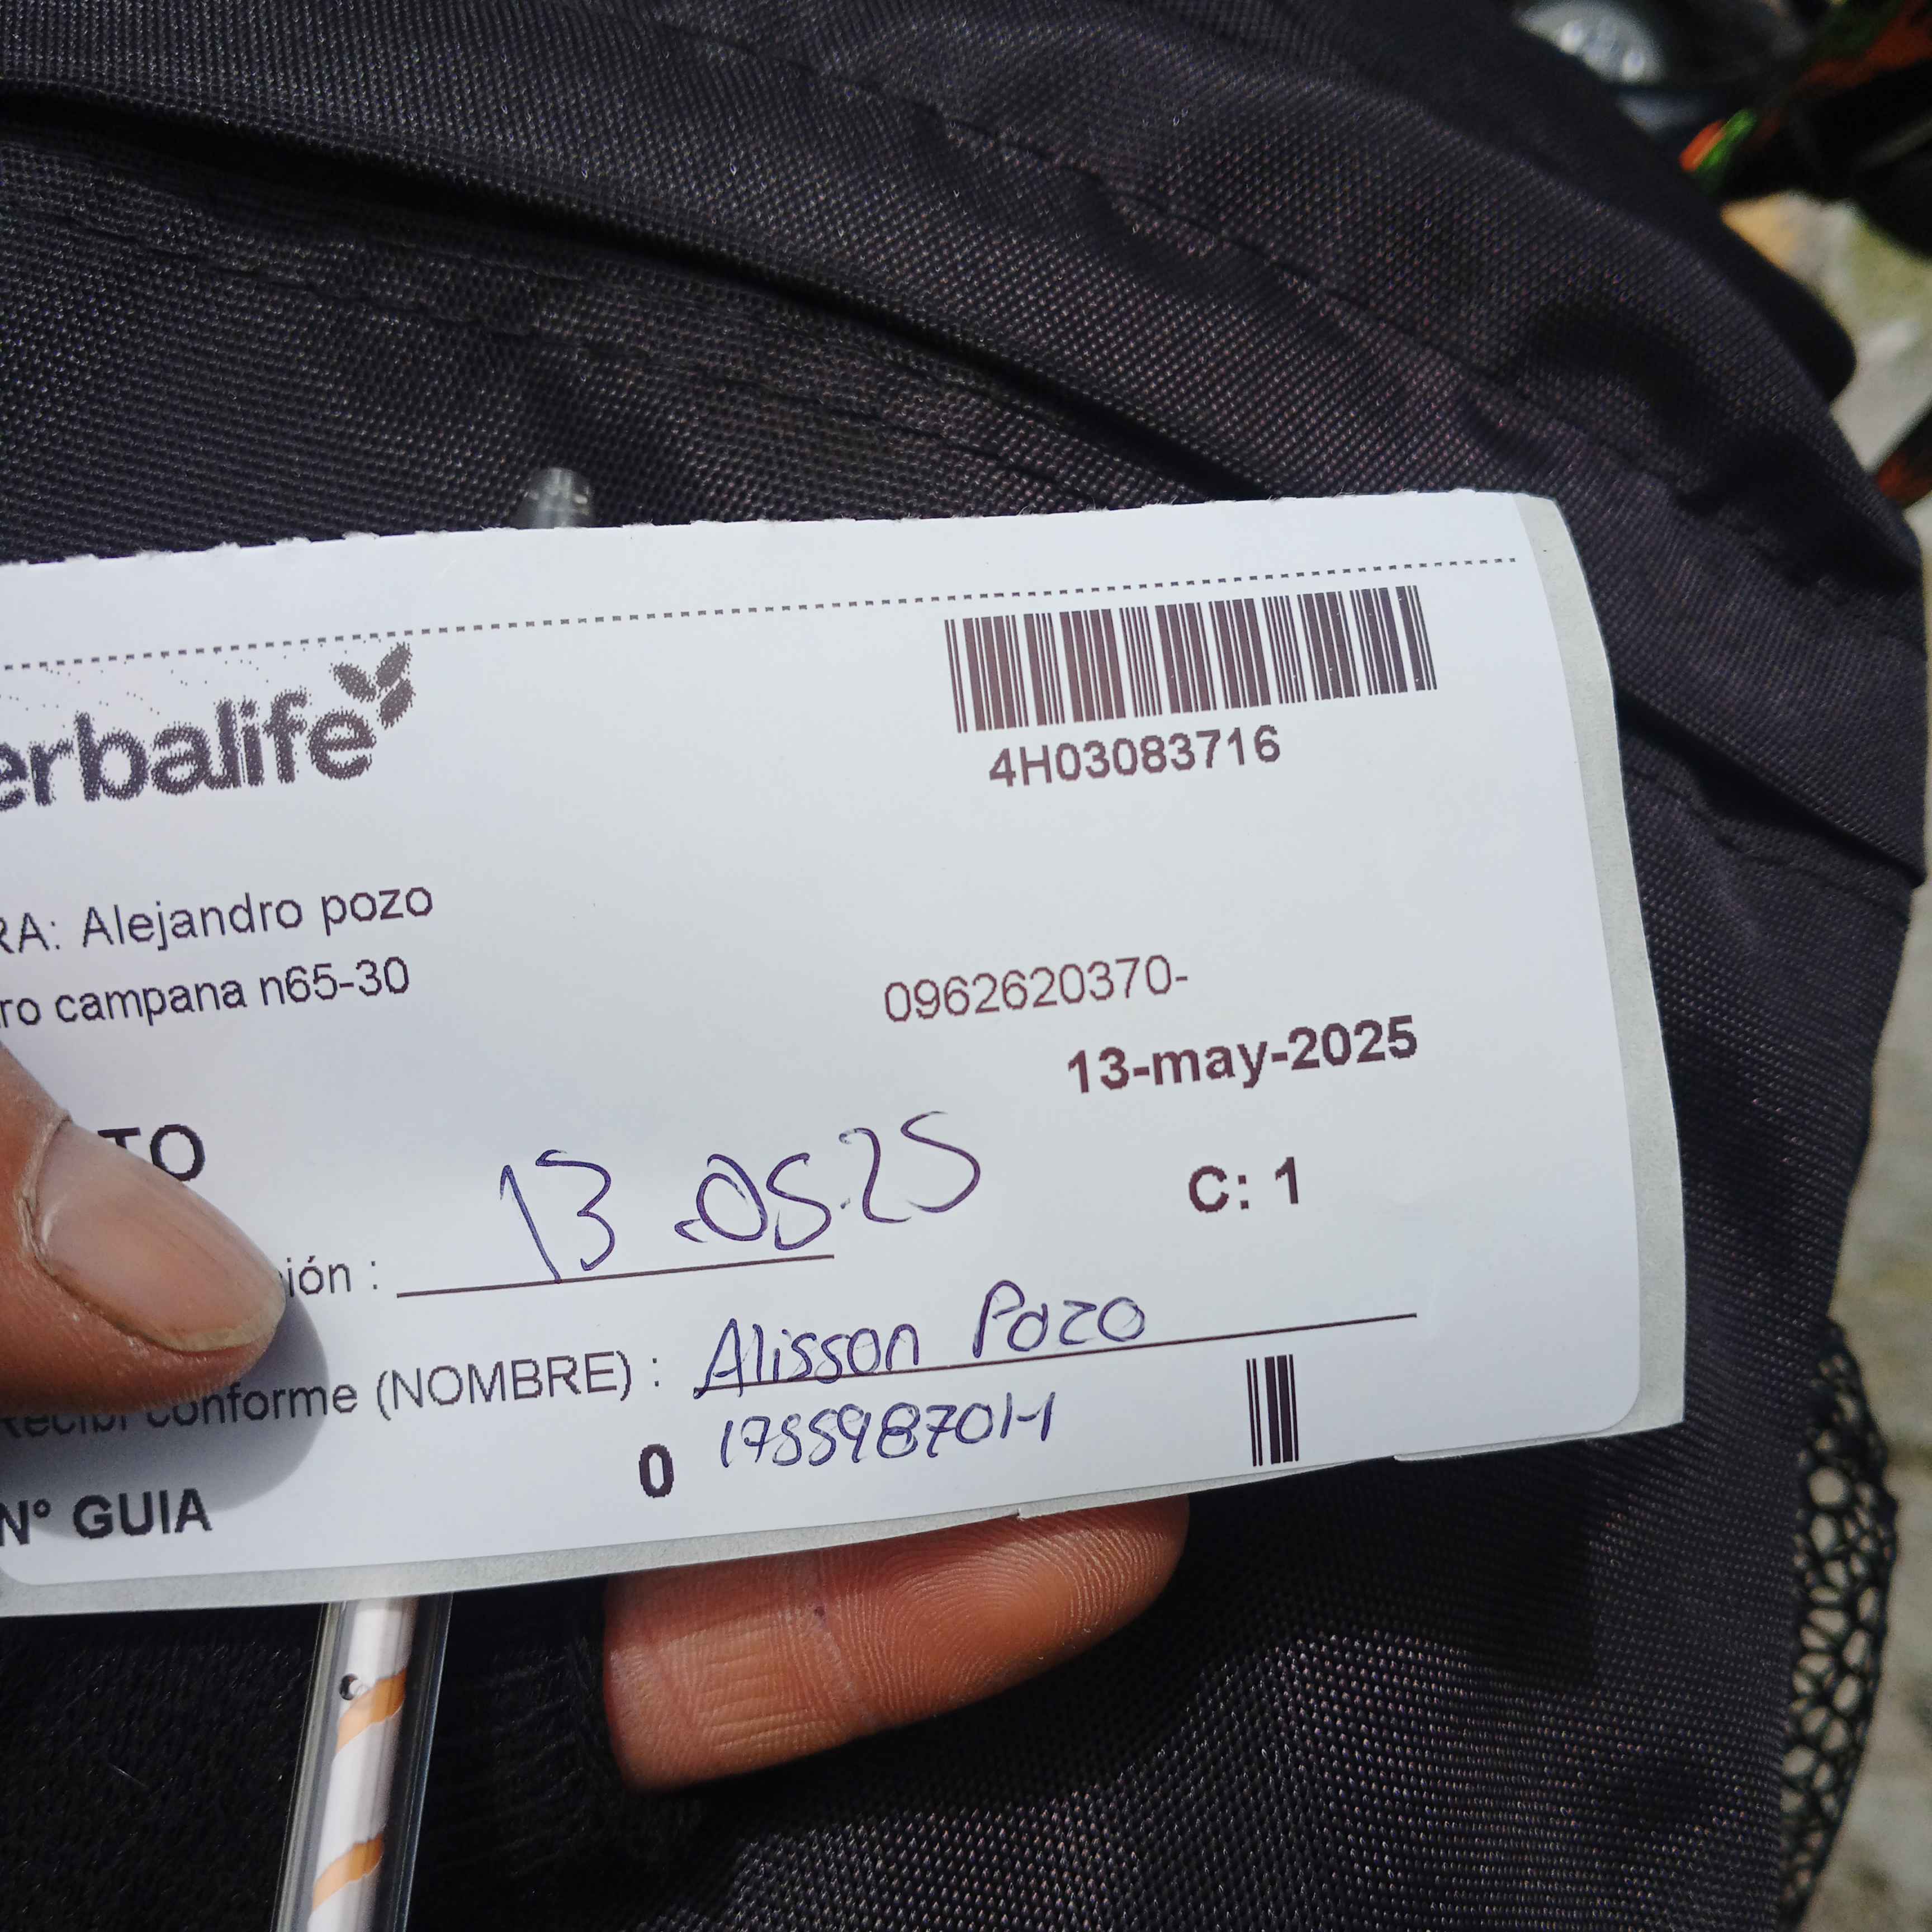 erbalife
4H03083716
RA: Alejandro pozo
ro campana n65-30
0962620370-
13-may-2025
TO
13.05.25
C: 1
ión :
Recibi conforme (NOMBRE) : Alisson Pozo
0
N° GUIA